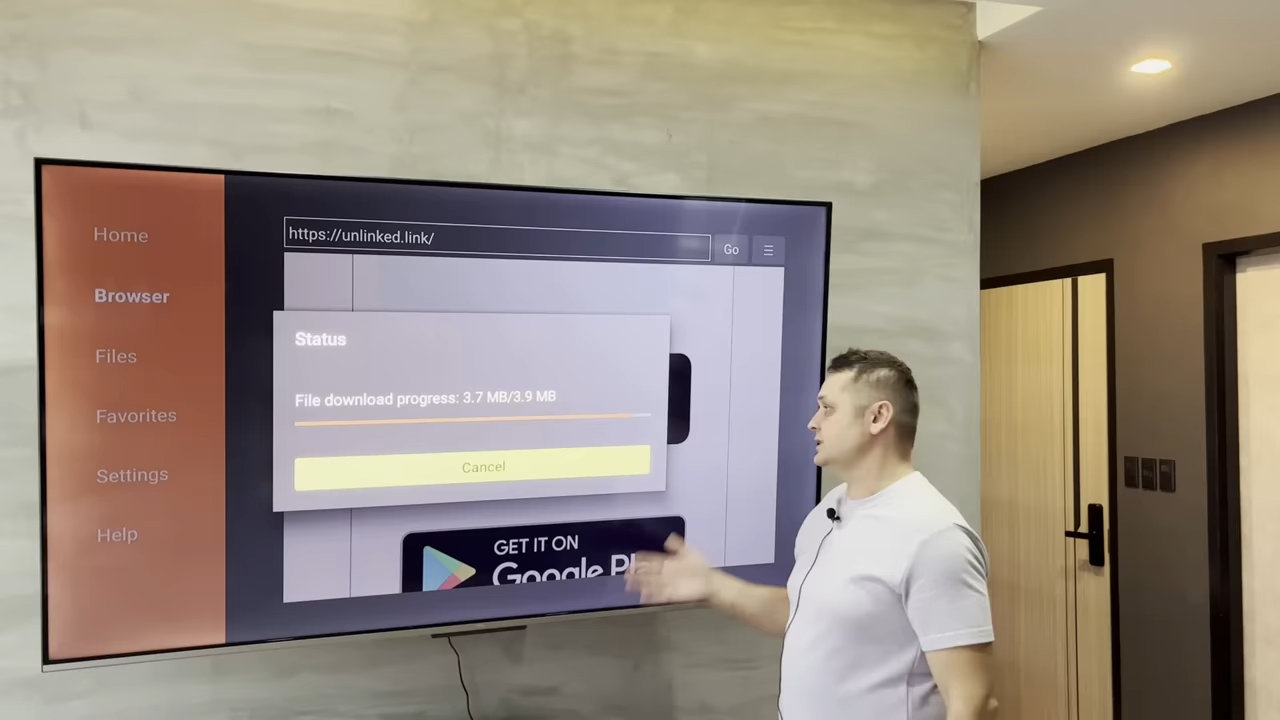 Home
Browser
Files
Favorites
Settings
Help
https://unlinked.link/
Go
Status
File download progress: 3.7 MB/3.9 MB
Cancel
GET IT ON
Google